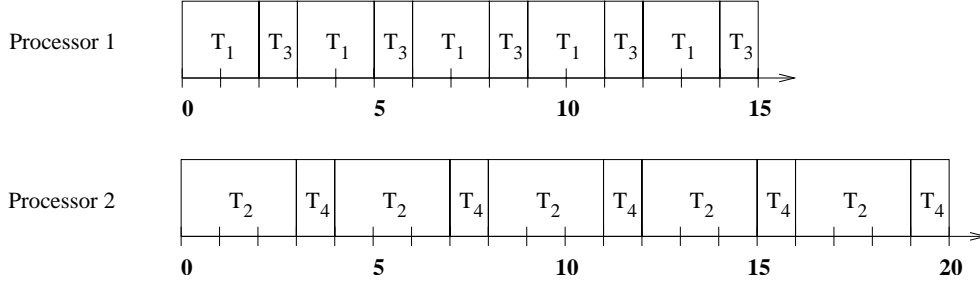 Processor 1
T1 T3 T1 T3 T1 T3 T1 T3 T1 T3
0 5 10 15
Processor 2
T2 T4 T2 T4 T2 T4 T2 T4 T2 T4
0 5 10 15 20